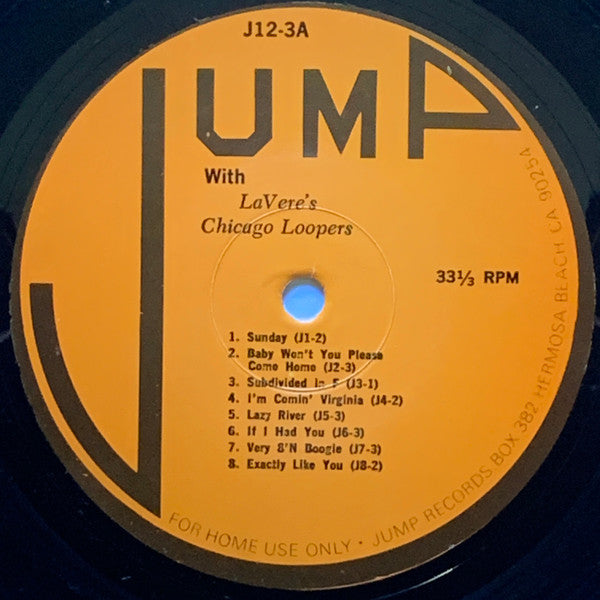 J12-3A
JUMP
With
LaVere's
Chicago Loopers
33⅓ RPM
1. Sunday (J1-2)
2. Baby Won't You Please
Come Home (J2-3)
3. Subdivided in F (J3-1)
4. I'm Comin' Virginia (J4-2)
5. Lazy River (J5-3)
6. If I Had You (J6-3)
7. Very 8'N Boogie (J7-3)
8. Exactly Like You (J8-2)
FOR HOME USE ONLY • JUMP RECORDS BOX 382 HERMOSA BEACH, CA 90254